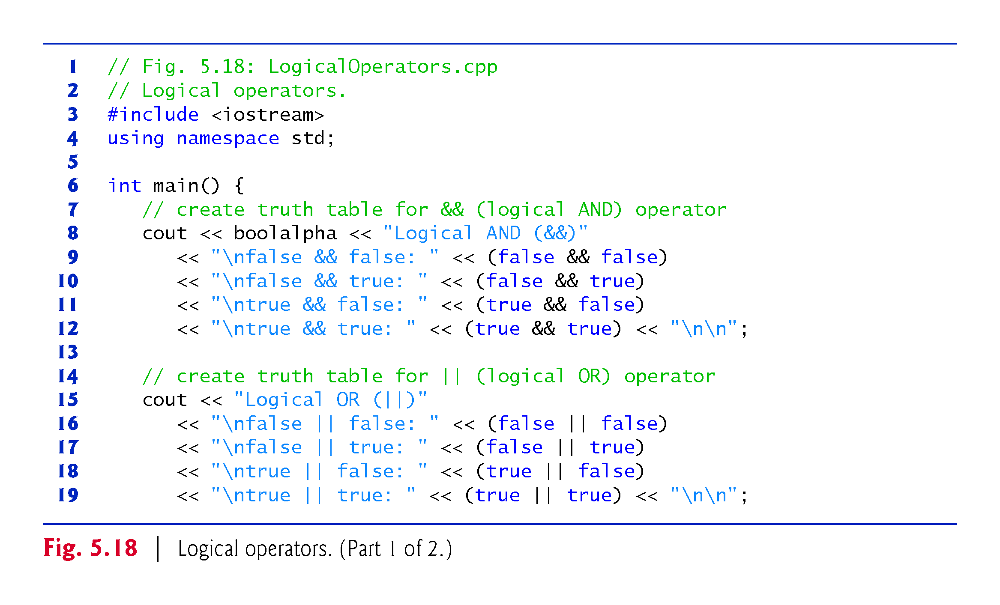 1 // Fig. 5.18: LogicalOperators.cpp
2 // Logical operators.
3 #include <iostream>
4 using namespace std;
5
6 int main() {
7    // create truth table for && (logical AND) operator
8    cout << boolalpha << "Logical AND (&&)"
9       << "\nfalse && false: " << (false && false)
10       << "\nfalse && true: " << (false && true)
11       << "\ntrue && false: " << (true && false)
12       << "\ntrue && true: " << (true && true) << "\n\n";
13
14    // create truth table for || (logical OR) operator
15    cout << "Logical OR (||)"
16       << "\nfalse || false: " << (false || false)
17       << "\nfalse || true: " << (false || true)
18       << "\ntrue || false: " << (true || false)
19       << "\ntrue || true: " << (true || true) << "\n\n";
Fig. 5.18 | Logical operators. (Part 1 of 2.)